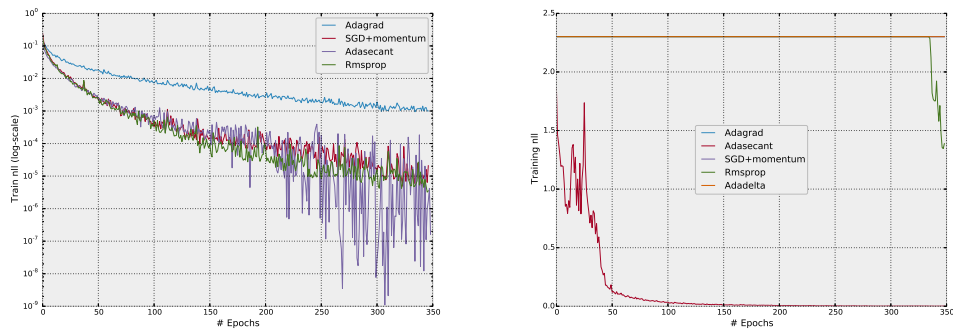 10^0
10^-1
10^-2
10^-3
10^-4
10^-5
10^-6
10^-7
10^-8
10^-9
Train nll (log-scale)
0 50 100 150 200 250 300 350
# Epochs
Adagrad
SGD+momentum
Adasecant
Rmsprop
2.5
2.0
1.5
1.0
0.5
0.0
Training nll
0 50 100 150 200 250 300 350
# Epochs
Adagrad
Adasecant
SGD+momentum
Rmsprop
Adadelta